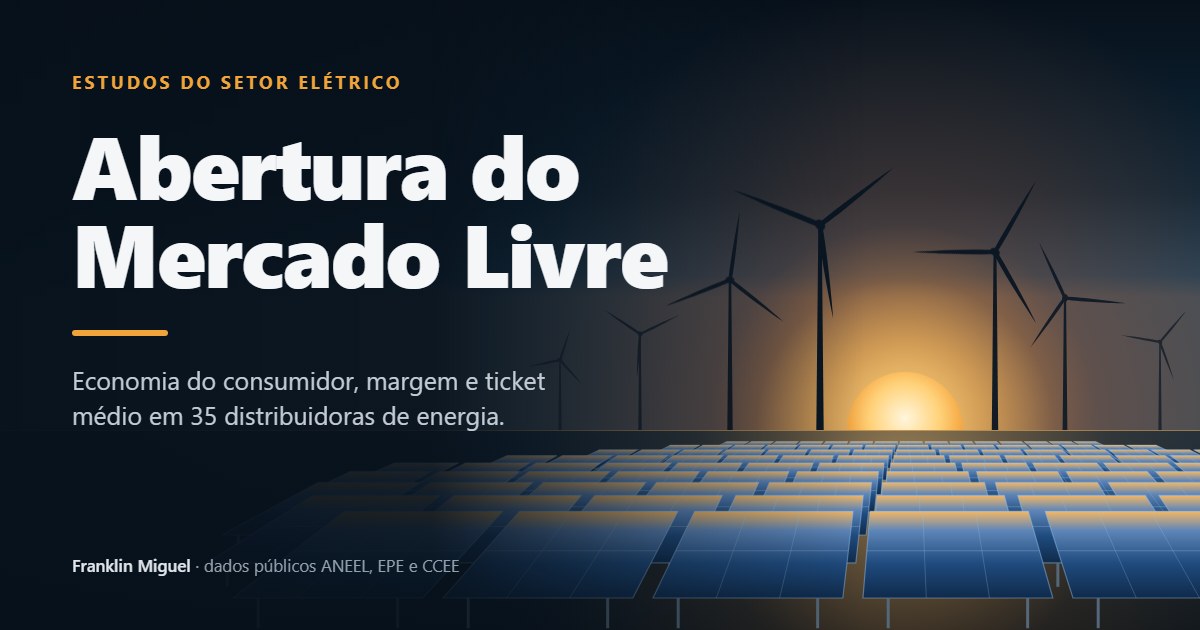 ESTUDOS DO SETOR ELÉTRICO
Abertura do
Mercado Livre
Economia do consumidor, margem e ticket
médio em 35 distribuidoras de energia.
Franklin Miguel · dados públicos ANEEL, EPE e CCEE